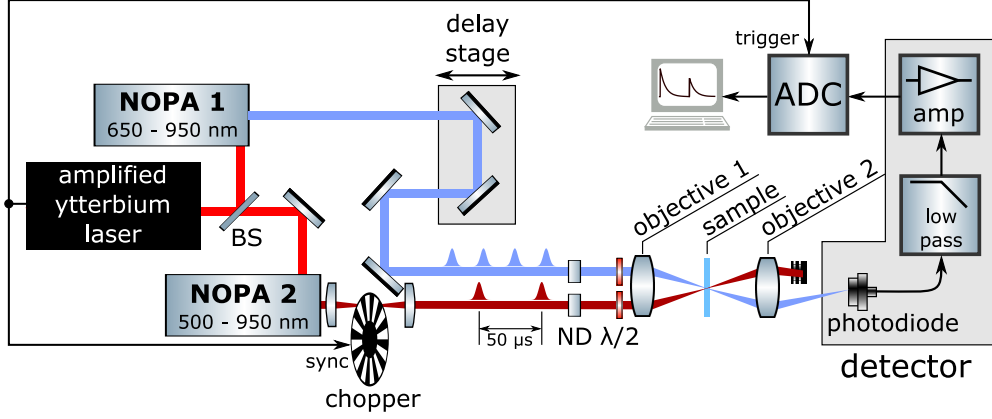 delay
stage
trigger
NOPA 1
650 - 950 nm
ADC
amp
amplified
ytterbium
laser
BS
objective 1
sample
objective 2
low
pass
NOPA 2
500 - 950 nm
50 µs
ND λ/2
photodiode
sync
chopper
detector